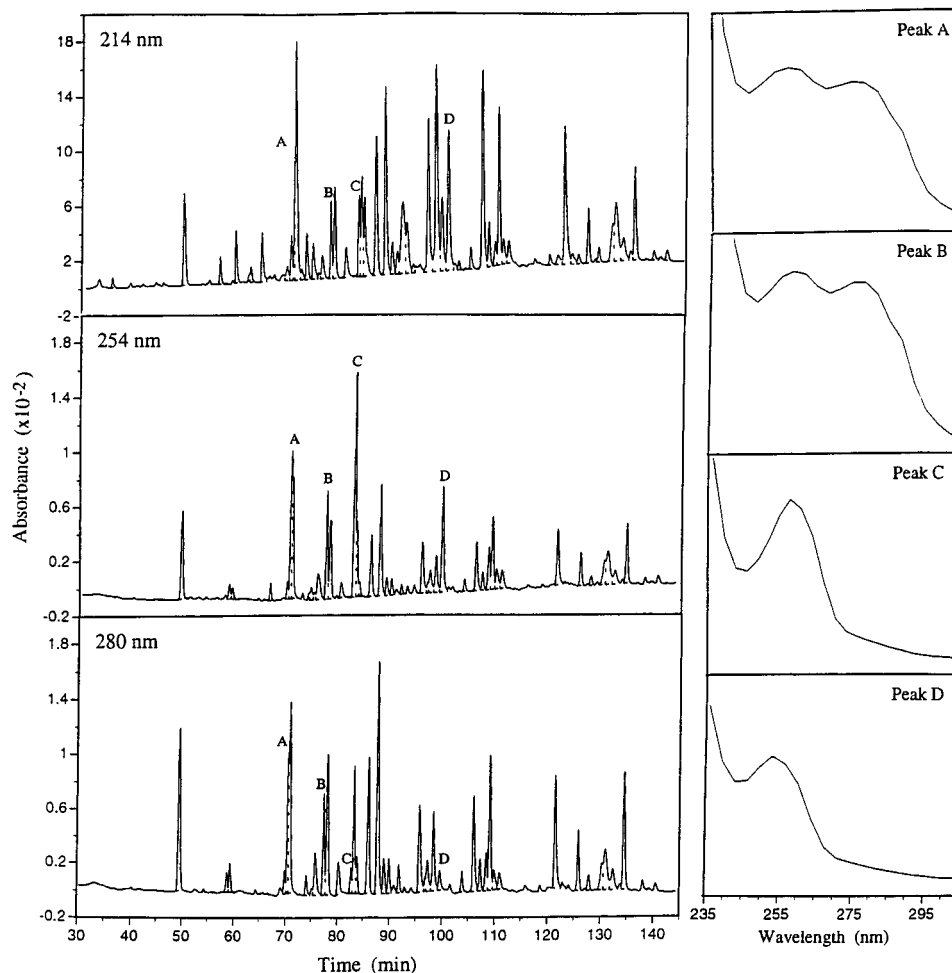 214 nm
18
14
10
6
2
-2
A
B
C
D
254 nm
1.8
1.4
1
0.6
0.2
-0.2
A
B
C
D
280 nm
1.8
1.4
1
0.6
0.2
-0.2
A
B
C
D
Absorbance (x10-2)
30 40 50 60 70 80 90 100 110 120 130 140
Time (min)
Peak A
Peak B
Peak C
Peak D
235 255 275 295
Wavelength (nm)